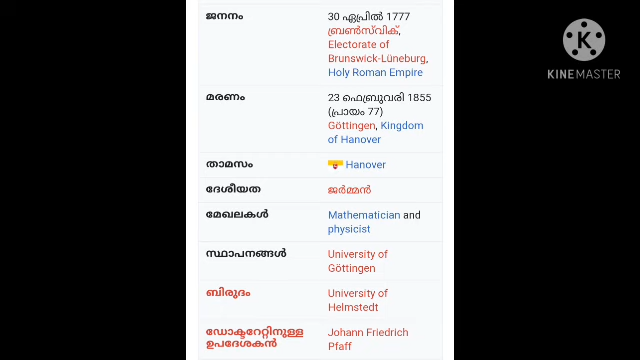 ജനനം
30 ഏപ്രിൽ 1777
ബ്രൺസ്‌വിക്,
Electorate of
Brunswick-Lüneburg,
Holy Roman Empire
മരണം
23 ഫെബ്രുവരി 1855
(പ്രായം 77)
Göttingen, Kingdom
of Hanover
താമസം
Hanover
ദേശീയത
ജർമ്മൻ
മേഖലകൾ
Mathematician and
physicist
സ്ഥാപനങ്ങൾ
University of
Göttingen
ബിരുദം
University of
Helmstedt
ഡോക്ടറേറ്റിനുള്ള
ഉപദേശകൻ
Johann Friedrich
Pfaff
K
KINEMASTER